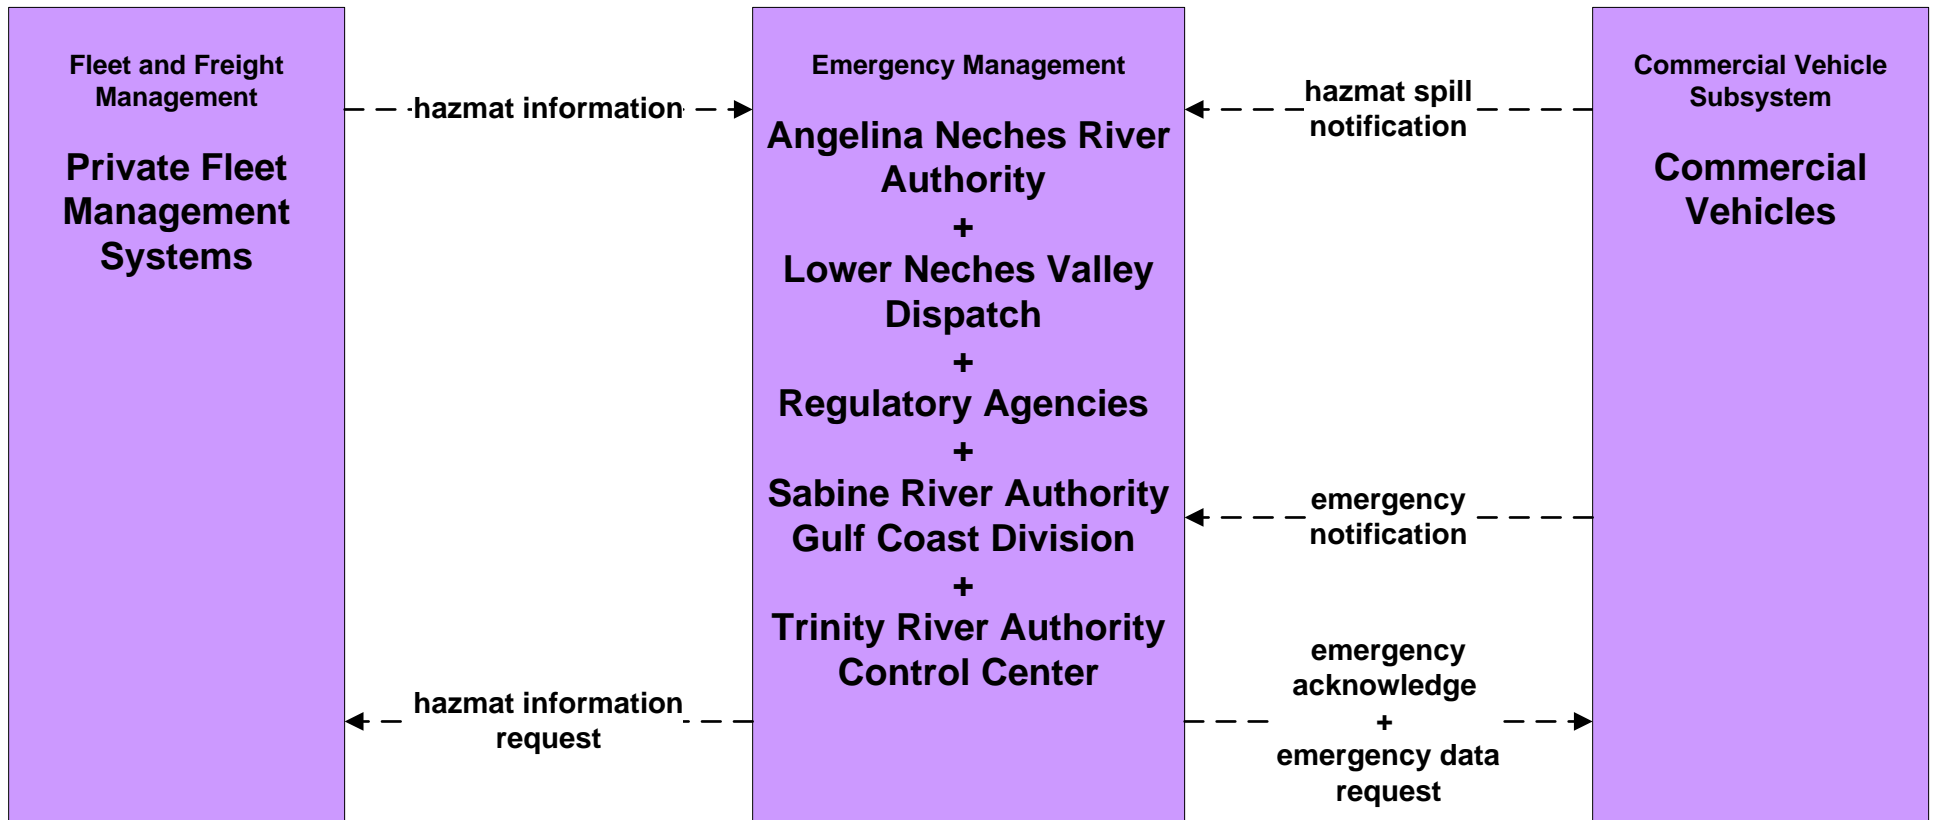 Fleet and Freight
Management
Private Fleet
Management
Systems
hazmat information
hazmat information
request
Emergency Management
Angelina Neches River
Authority
+
Lower Neches Valley
Dispatch
+
Regulatory Agencies
+
Sabine River Authority
Gulf Coast Division
+
Trinity River Authority
Control Center
hazmat spill
notification
emergency
notification
emergency
acknowledge
+
emergency data
request
Commercial Vehicle
Subsystem
Commercial
Vehicles